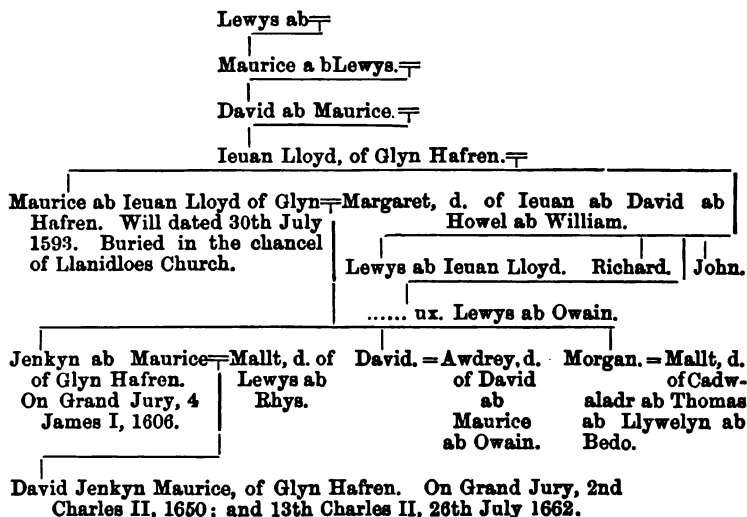 Lewys ab
Maurice a bLewys.
David ab Maurice.
Ieuan Lloyd, of Glyn Hafren.
Maurice ab Ieuan Lloyd of Glyn=Margaret, d. of Ieuan ab David ab
Hafren. Will dated 30th July
1593. Buried in the chancel
of Llanidloes Church.
Howel ab William.
Lewys ab Ieuan Lloyd. Richard. John.
...... ux. Lewys ab Owain.
Jenkyn ab Maurice=Mallt, d. of
of Glyn Hafren.
On Grand Jury, 4
James I, 1606.
Lewys ab
Rhys.
David.=Awdrey, d.
of David
ab
Maurice
ab Owain.
Morgan.=Mallt, d.
of Cadw-
aladr ab Thomas
ab Llywelyn ab
Bedo.
David Jenkyn Maurice, of Glyn Hafren. On Grand Jury, 2nd
Charles II, 1650; and 13th Charles II, 26th July 1662.